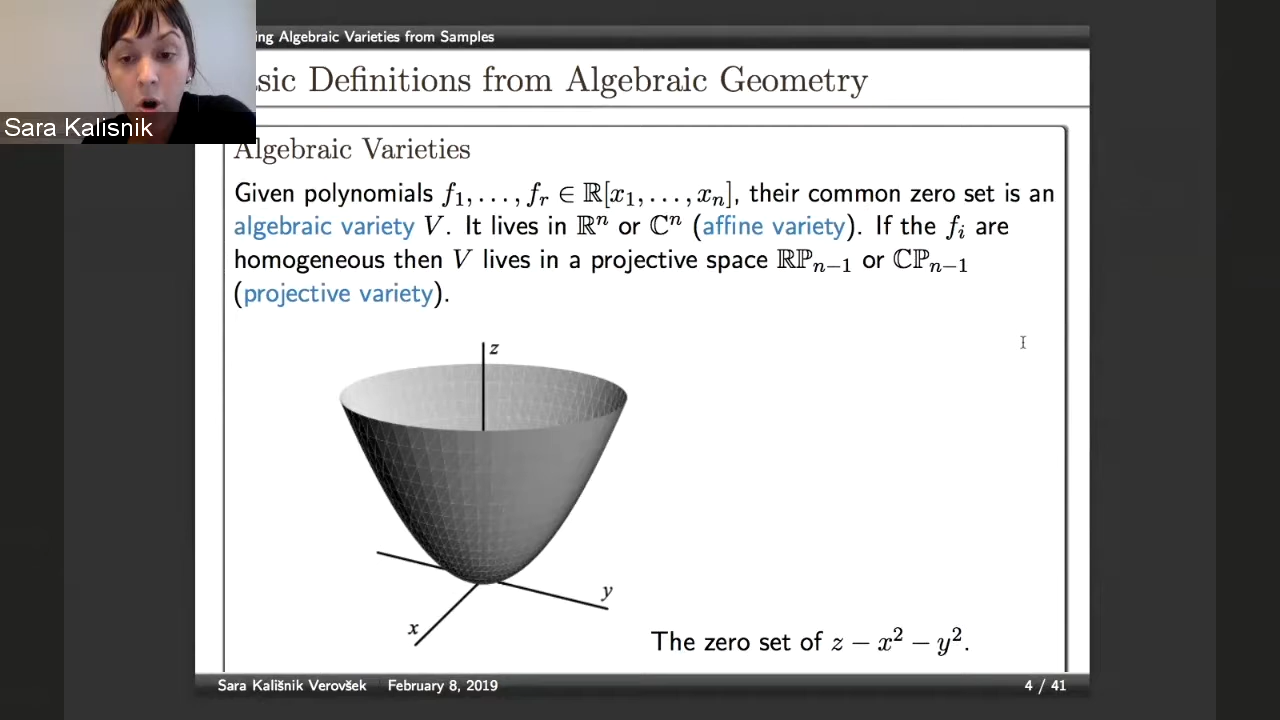 ing Algebraic Varieties from Samples
sic Definitions from Algebraic Geometry
Sara Kalisnik
Algebraic Varieties
Given polynomials f₁, . . . , fᵣ ∈ ℝ[x₁, . . . , xₙ], their common zero set is an
algebraic variety V. It lives in ℝⁿ or ℂⁿ (affine variety). If the fᵢ are
homogeneous then V lives in a projective space ℝℙₙ₋₁ or ℂℙₙ₋₁
(projective variety).
z
y
x
The zero set of z − x² − y².
Sara Kališnik Verovšek February 8, 2019 4 / 41